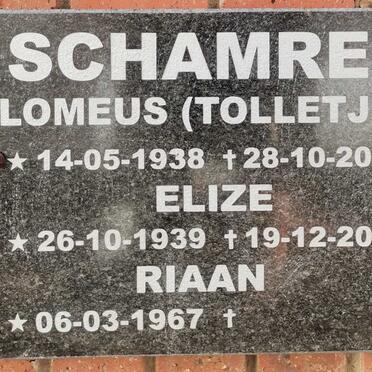 SCHAMRE
LOMEUS (TOLLETJ
★ 14-05-1938 † 28-10-20
ELIZE
★ 26-10-1939 † 19-12-20
RIAAN
★ 06-03-1967 †